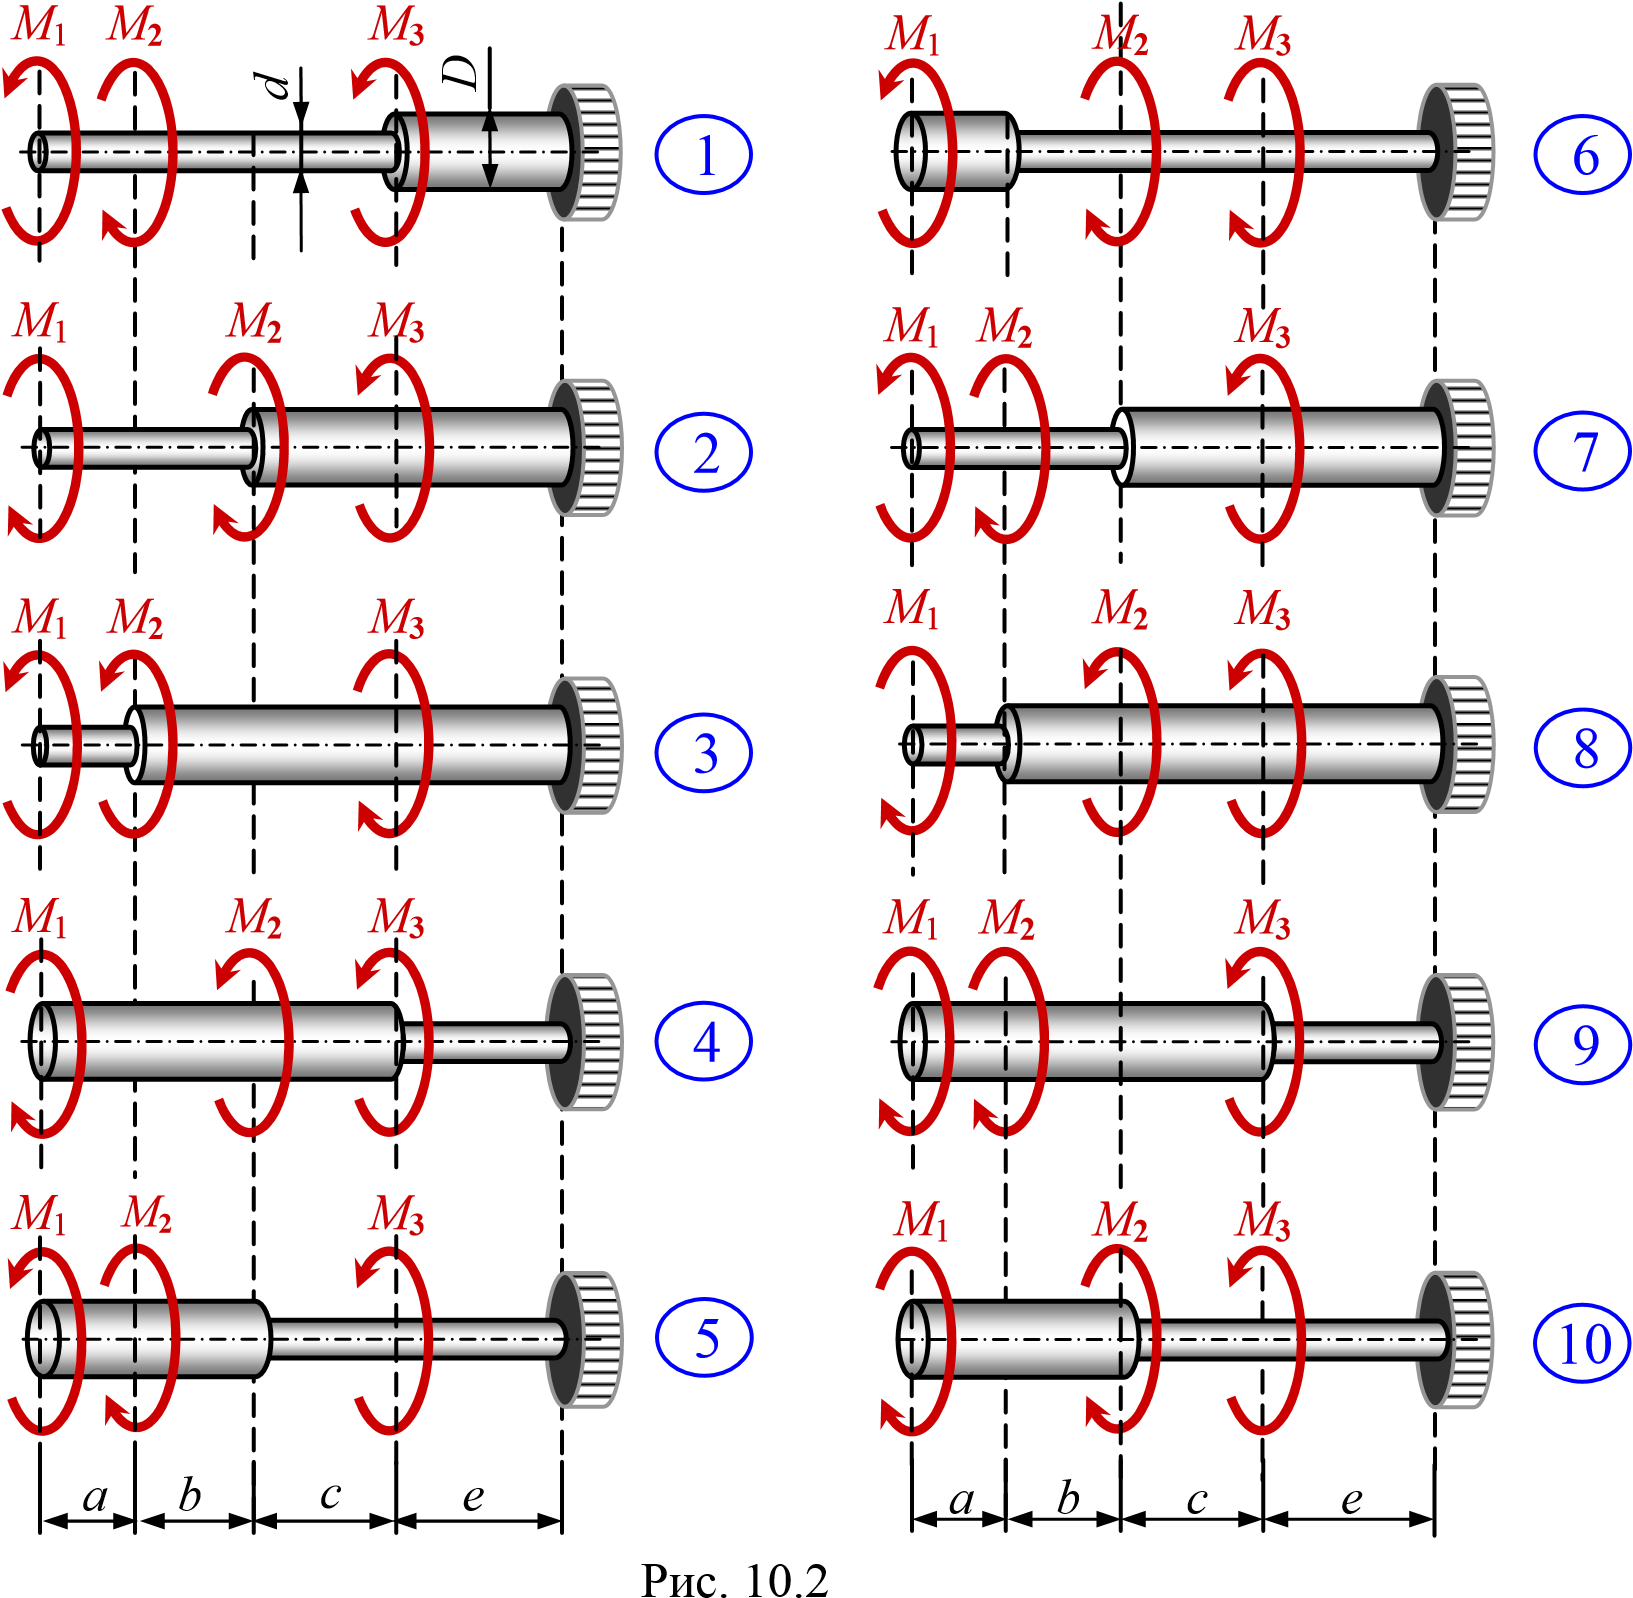 M₁ M₂ M₃ d D 1
M₁ M₂ M₃ 6
M₁ M₂ M₃ 2
M₁ M₂ M₃ 7
M₁ M₂ M₃ 3
M₁ M₂ M₃ 8
M₁ M₂ M₃ 4
M₁ M₂ M₃ 9
M₁ M₂ M₃ 5
M₁ M₂ M₃ 10
a b c e
a b c e
Рис. 10.2